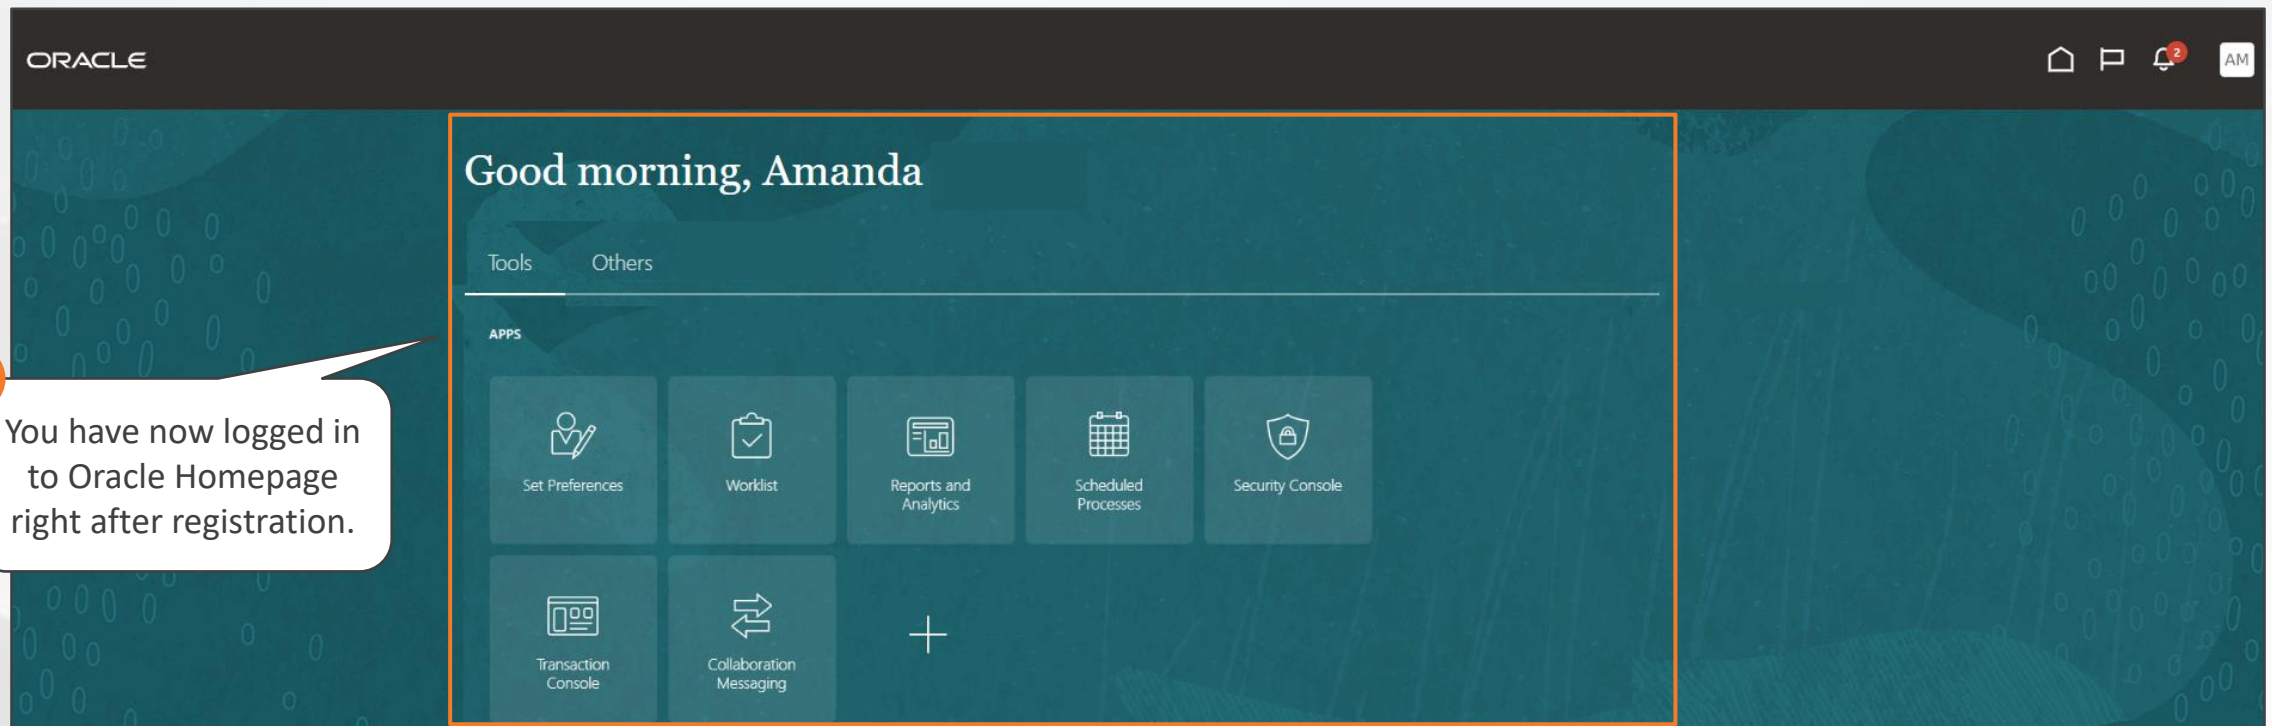 ORACLE
2
AM
Good morning, Amanda
Tools Others
APPS
You have now logged in
to Oracle Homepage
right after registration.
Set Preferences
Worklist
Reports and
Analytics
Scheduled
Processes
Security Console
Transaction
Console
Collaboration
Messaging